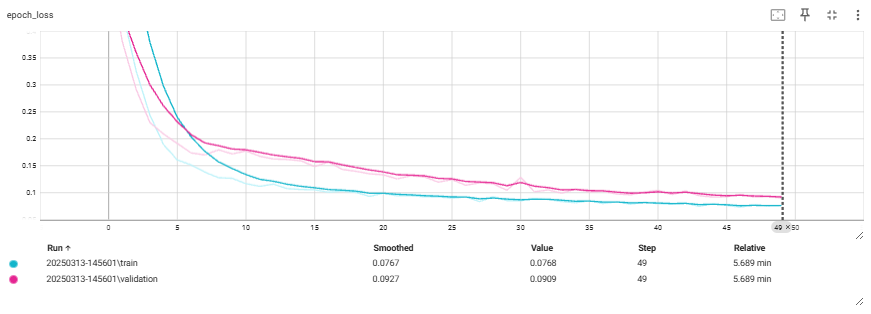 epoch_loss
0.35
0.3
0.25
0.2
0.15
0.1
0 5 10 15 20 25 30 35 40 45 49 × 50
Run ↑ Smoothed Value Step Relative
20250313-145601\train 0.0767 0.0768 49 5.689 min
20250313-145601\validation 0.0927 0.0909 49 5.689 min